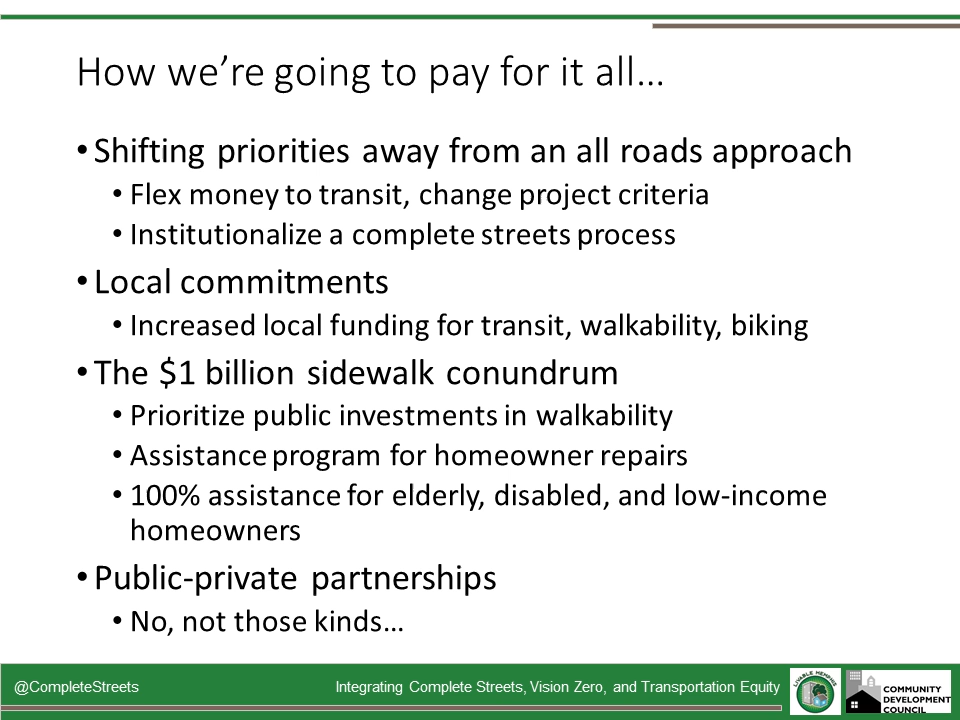 How we’re going to pay for it all…
• Shifting priorities away from an all roads approach
• Flex money to transit, change project criteria
• Institutionalize a complete streets process
• Local commitments
• Increased local funding for transit, walkability, biking
• The $1 billion sidewalk conundrum
• Prioritize public investments in walkability
• Assistance program for homeowner repairs
• 100% assistance for elderly, disabled, and low-income
homeowners
• Public-private partnerships
• No, not those kinds…
@CompleteStreets
Integrating Complete Streets, Vision Zero, and Transportation Equity
LIVABLE MEMPHIS
COMMUNITY
DEVELOPMENT
COUNCIL